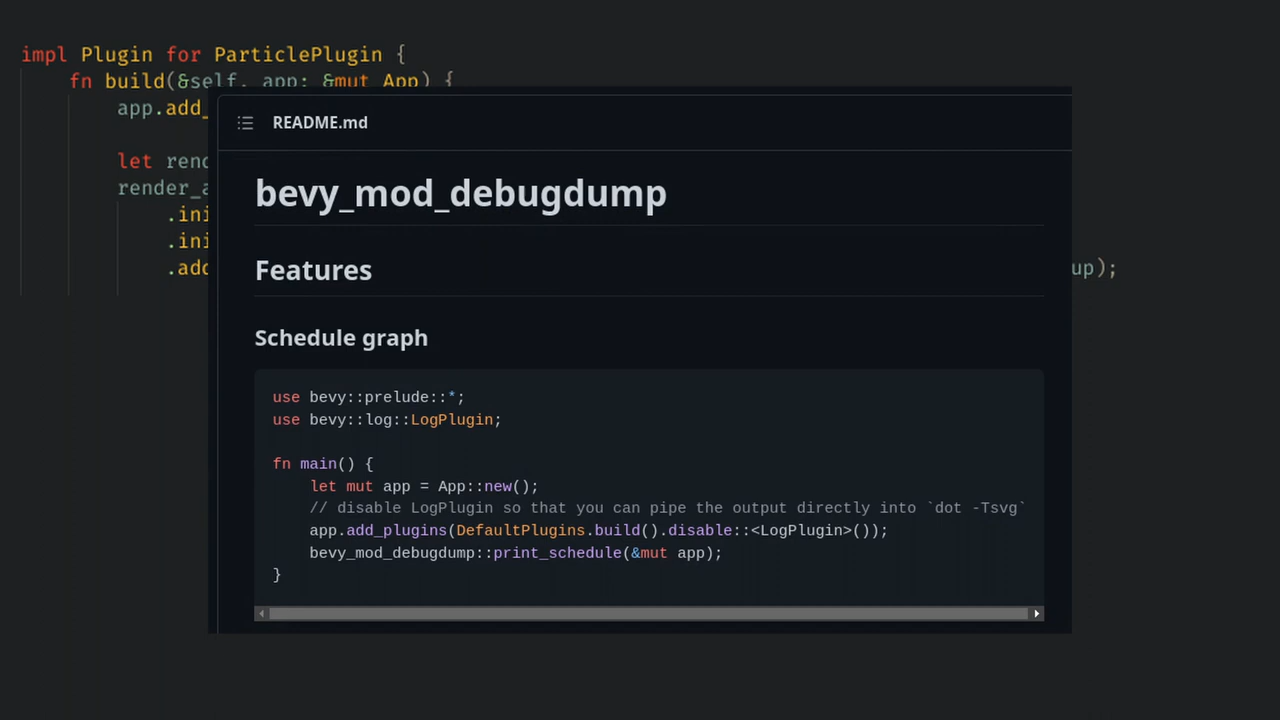 impl Plugin for ParticlePlugin {
fn build(&self, app: &mut App) {
app.add_
let rend
render_a
.ini
.ini
.add
up);
README.md
bevy_mod_debugdump
Features
Schedule graph
use bevy::prelude::*;
use bevy::log::LogPlugin;
fn main() {
let mut app = App::new();
// disable LogPlugin so that you can pipe the output directly into `dot -Tsvg`
app.add_plugins(DefaultPlugins.build().disable::<LogPlugin>());
bevy_mod_debugdump::print_schedule(&mut app);
}